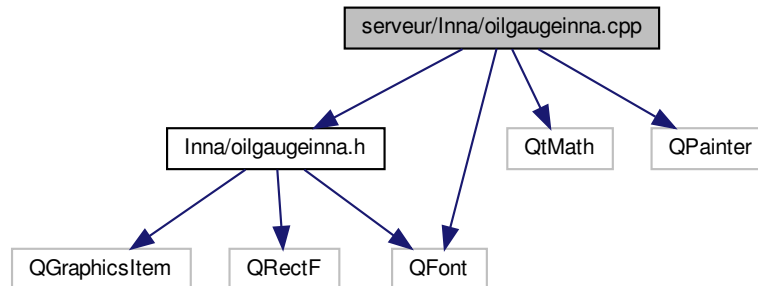 serveur/Inna/oilgaugeinna.cpp
Inna/oilgaugeinna.h
QtMath
QPainter
QGraphicsItem
QRectF
QFont